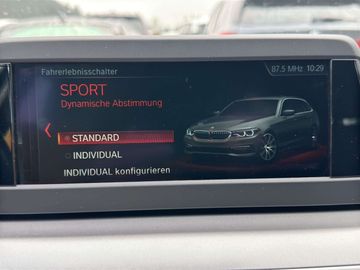 Fahrerlebnisschalter 87.5 MHz 10:29
SPORT
Dynamische Abstimmung
STANDARD
INDIVIDUAL
INDIVIDUAL konfigurieren